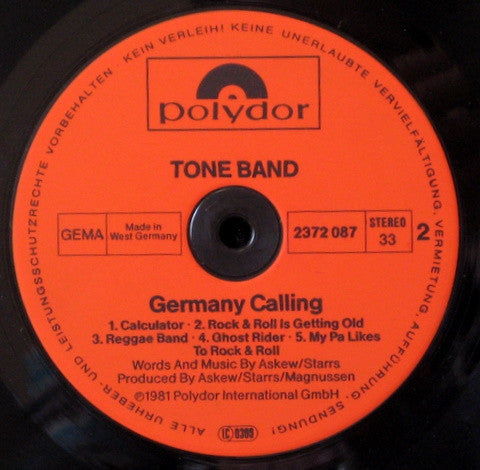 ALLE URHEBER- UND LEISTUNGSSCHUTZRECHTE VORBEHALTEN · KEIN VERLEIH! KEINE UNERLAUBTE VERVIELFÄLTIGUNG, VERMIETUNG, AUFFÜHRUNG, SENDUNG!
polydor
TONE BAND
GEMA
Made in
West Germany
2372 087
STEREO
33
2
Germany Calling
1. Calculator · 2. Rock & Roll Is Getting Old
3. Reggae Band · 4. Ghost Rider · 5. My Pa Likes
To Rock & Roll
Words And Music By Askew/Starrs
Produced By Askew/Starrs/Magnussen
℗1981 Polydor International GmbH
LC 0309